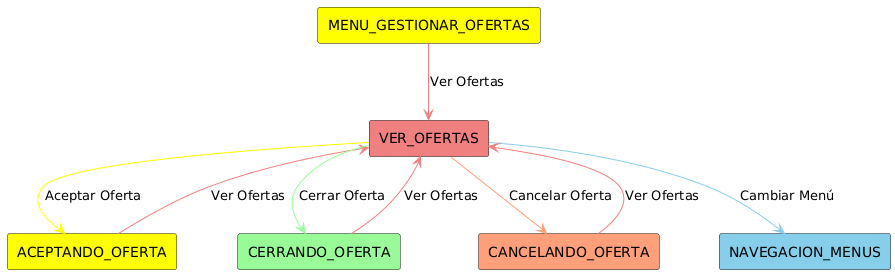 MENU_GESTIONAR_OFERTAS
Ver Ofertas
VER_OFERTAS
Aceptar Oferta
Ver Ofertas
Cerrar Oferta
Ver Ofertas
Cancelar Oferta
Ver Ofertas
Cambiar Menú
ACEPTANDO_OFERTA
CERRANDO_OFERTA
CANCELANDO_OFERTA
NAVEGACION_MENUS